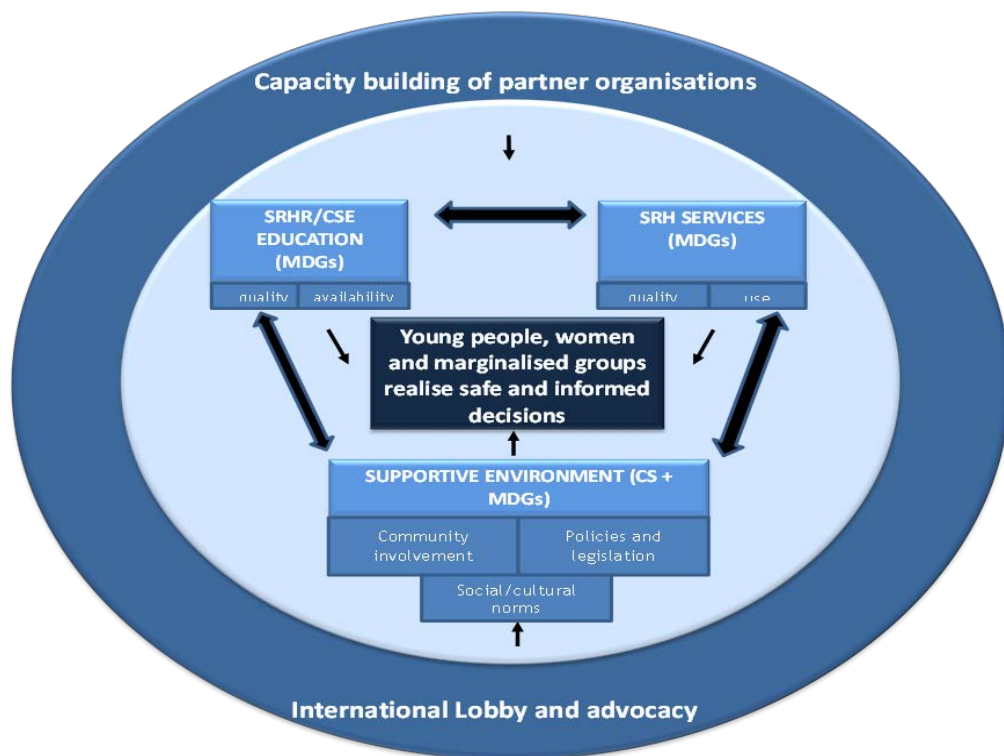 Capacity building of partner organisations
SRHR/CSE
EDUCATION
(MDGs)
quality
availability
SRH SERVICES
(MDGs)
quality
use
Young people, women
and marginalised groups
realise safe and informed
decisions
SUPPORTIVE ENVIRONMENT (CS +
MDGs)
Community
involvement
Policies and
legislation
Social/cultural
norms
International Lobby and advocacy